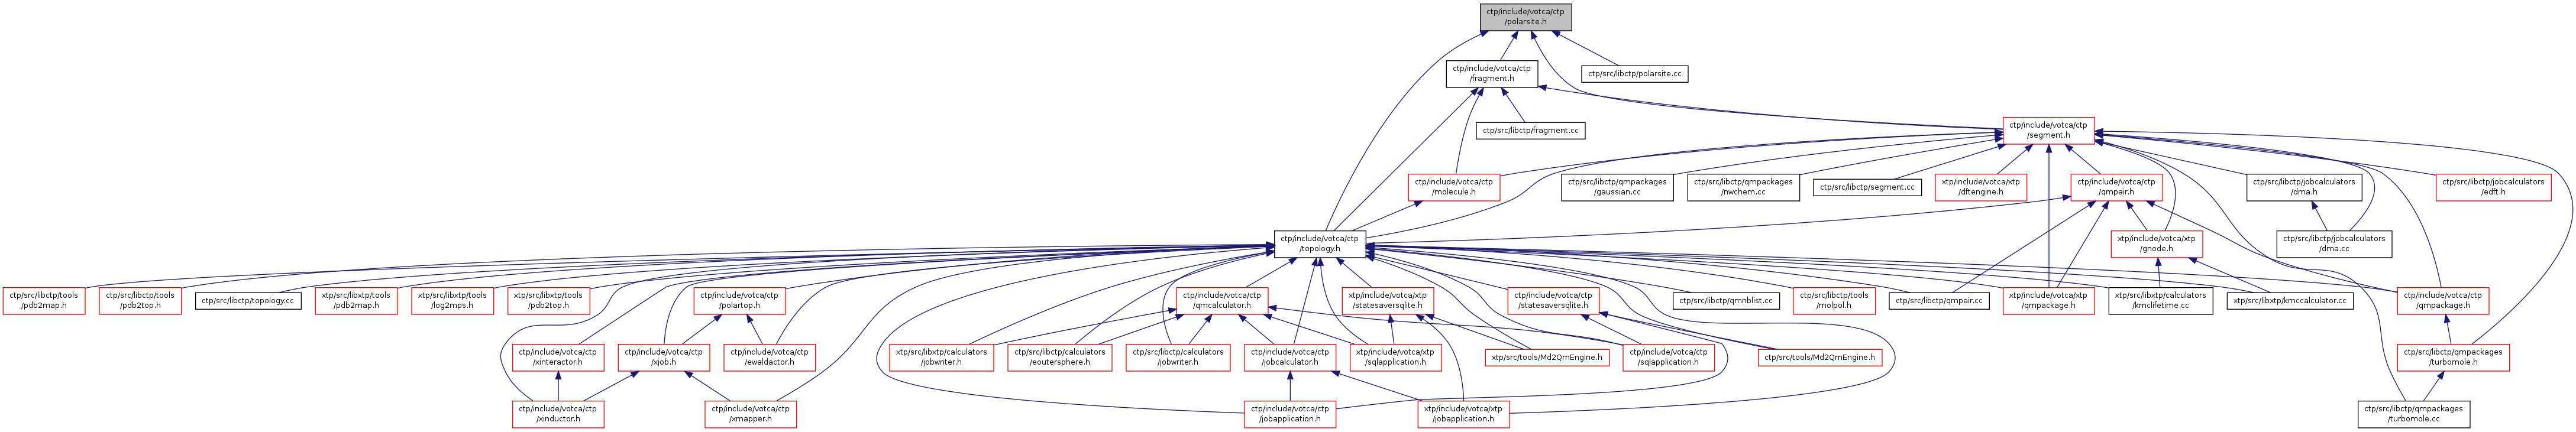 ctp/include/votca/ctp
/polarsite.h
ctp/include/votca/ctp
/fragment.h
ctp/src/libctp/polarsite.cc
ctp/src/libctp/fragment.cc
ctp/include/votca/ctp
/segment.h
ctp/include/votca/ctp
/molecule.h
ctp/src/libctp/qmpackages
/gaussian.cc
ctp/src/libctp/qmpackages
/nwchem.cc
ctp/src/libctp/segment.cc
xtp/include/votca/xtp
/dftengine.h
ctp/include/votca/ctp
/qmpair.h
ctp/src/libctp/jobcalculators
/dma.h
ctp/src/libctp/jobcalculators
/edft.h
ctp/include/votca/ctp
/topology.h
xtp/include/votca/xtp
/gnode.h
ctp/src/libctp/jobcalculators
/dma.cc
ctp/src/libctp/tools
/pdb2map.h
ctp/src/libctp/tools
/pdb2top.h
ctp/src/libctp/topology.cc
xtp/src/libxtp/tools
/pdb2map.h
xtp/src/libxtp/tools
/log2mps.h
xtp/src/libxtp/tools
/pdb2top.h
ctp/include/votca/ctp
/polartop.h
ctp/include/votca/ctp
/qmcalculator.h
xtp/include/votca/xtp
/statesaversqlite.h
ctp/include/votca/ctp
/statesaversqlite.h
ctp/src/libctp/qmnblist.cc
ctp/src/libctp/tools
/molpol.h
ctp/src/libctp/qmpair.cc
xtp/include/votca/xtp
/qmpackage.h
xtp/src/libxtp/calculators
/kmclifetime.cc
xtp/src/libxtp/kmccalculator.cc
ctp/include/votca/ctp
/qmpackage.h
ctp/include/votca/ctp
/xinteractor.h
ctp/include/votca/ctp
/xjob.h
ctp/include/votca/ctp
/ewaldactor.h
xtp/src/libxtp/calculators
/jobwriter.h
ctp/src/libctp/calculators
/eoutersphere.h
ctp/src/libctp/calculators
/jobwriter.h
ctp/include/votca/ctp
/jobcalculator.h
xtp/include/votca/xtp
/sqlapplication.h
xtp/src/tools/Md2QmEngine.h
ctp/include/votca/ctp
/sqlapplication.h
ctp/src/tools/Md2QmEngine.h
ctp/src/libctp/qmpackages
/turbomole.h
ctp/include/votca/ctp
/xinductor.h
ctp/include/votca/ctp
/xmapper.h
ctp/include/votca/ctp
/jobapplication.h
xtp/include/votca/xtp
/jobapplication.h
ctp/src/libctp/qmpackages
/turbomole.cc